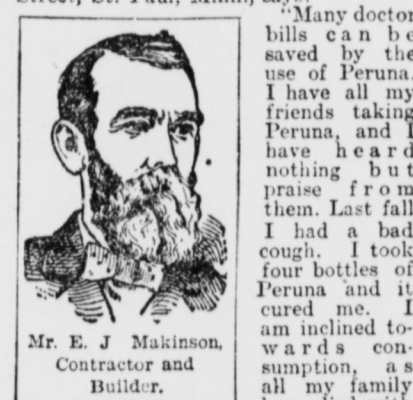 Street, St. Paul, Minn., says:
"Many doctor
bills can be
saved by the
use of Peruna.
I have all my
friends taking
Peruna, and I
have heard
nothing but
praise from
them. Last fall
I had a bad
cough. I took
four bottles of
Peruna and it
cured me. I
am inclined to-
wards con-
sumption, as
all my family
Mr. E. J Makinson,
Contractor and
Builder.